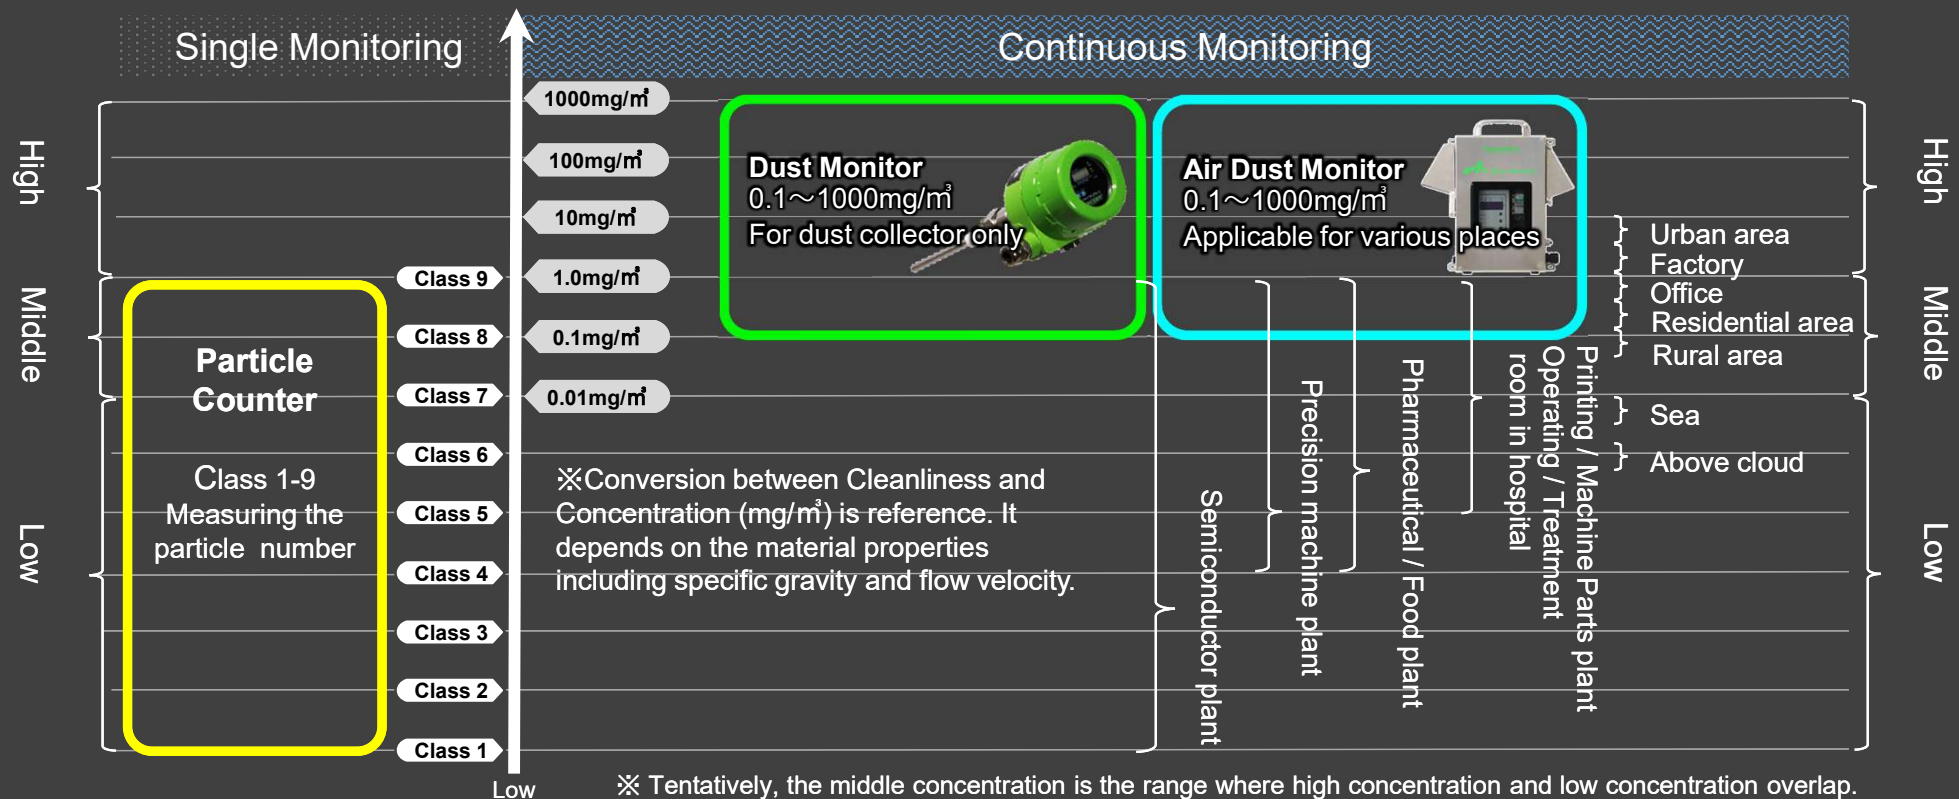 Single Monitoring
Continuous Monitoring
1000mg/㎥
100mg/㎥
10mg/㎥
1.0mg/㎥
0.1mg/㎥
0.01mg/㎥
High
Middle
Low
Class 9
Class 8
Class 7
Class 6
Class 5
Class 4
Class 3
Class 2
Class 1
Low
Particle
Counter
Class 1-9
Measuring the
particle number
Dust Monitor
0.1～1000mg/㎥
For dust collector only
Air Dust Monitor
0.1～1000mg/㎥
Applicable for various places
※Conversion between Cleanliness and
Concentration (mg/㎥) is reference. It
depends on the material properties
including specific gravity and flow velocity.
Semiconductor plant
Precision machine plant
Pharmaceutical / Food plant
Printing / Machine Parts plant
Operating / Treatment
room in hospital
Urban area
Factory
Office
Residential area
Rural area
Sea
Above cloud
High
Middle
Low
※ Tentatively, the middle concentration is the range where high concentration and low concentration overlap.